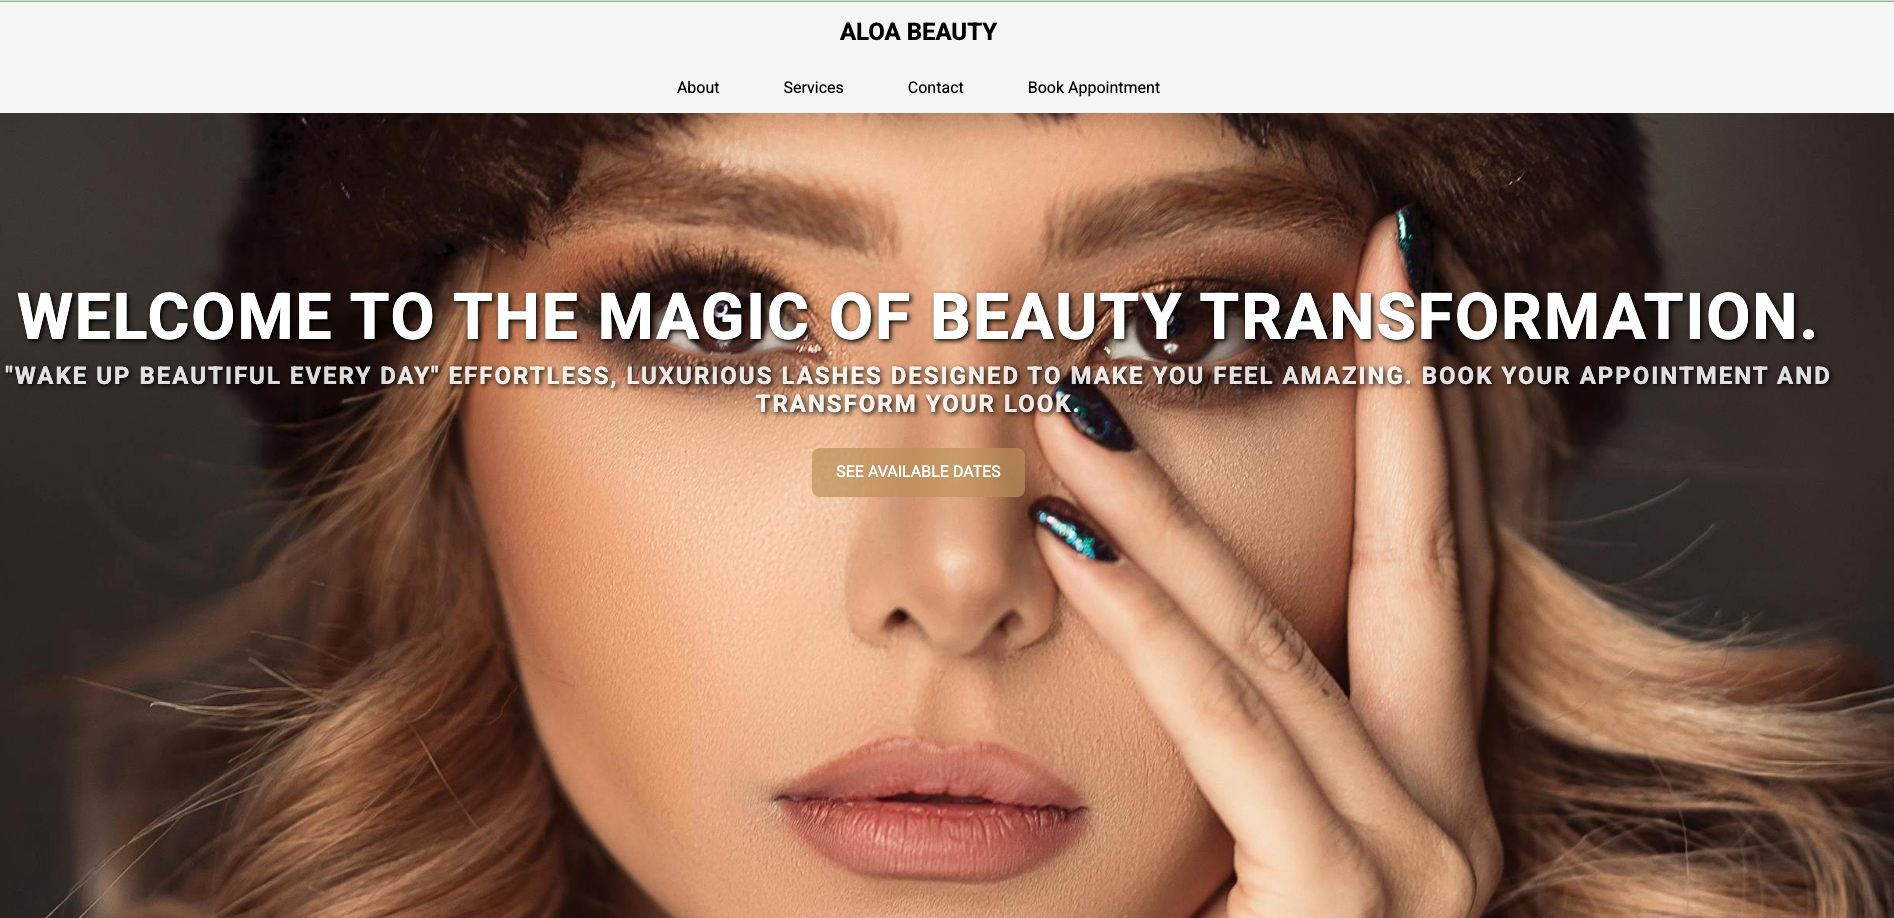 ALOA BEAUTY
About Services Contact Book Appointment
WELCOME TO THE MAGIC OF BEAUTY TRANSFORMATION.
"WAKE UP BEAUTIFUL EVERY DAY" EFFORTLESS, LUXURIOUS LASHES DESIGNED TO MAKE YOU FEEL AMAZING. BOOK YOUR APPOINTMENT AND
TRANSFORM YOUR LOOK.
SEE AVAILABLE DATES